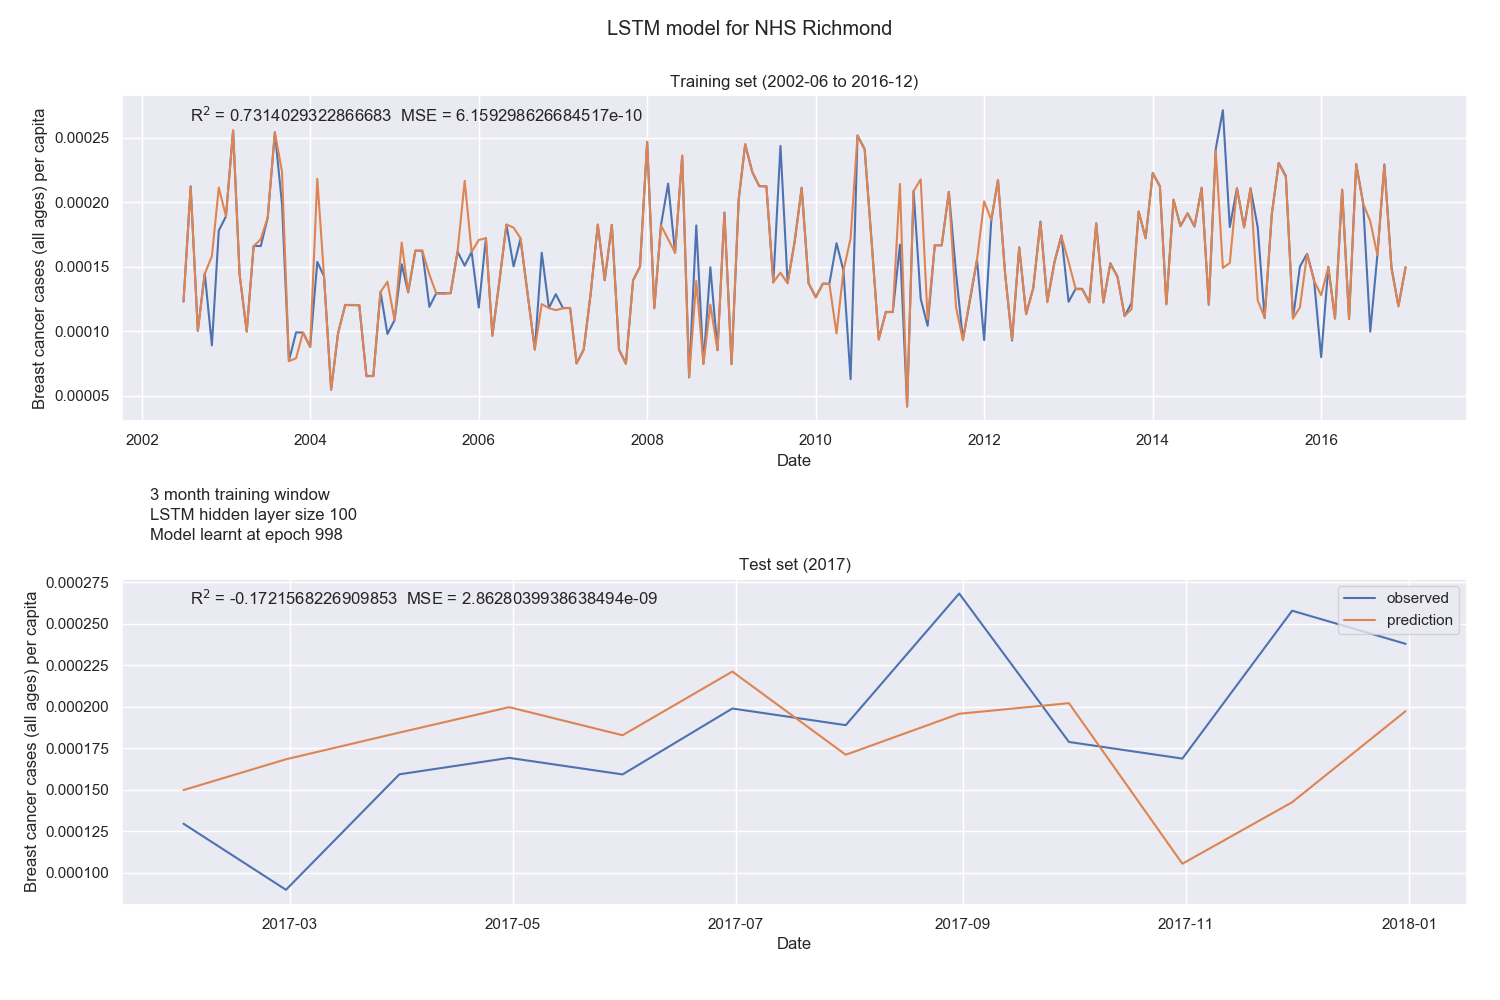 LSTM model for NHS Richmond
Training set (2002-06 to 2016-12)
R² = 0.7314029322866683 MSE = 6.159298626684517e-10
Breast cancer cases (all ages) per capita
0.00025
0.00020
0.00015
0.00010
0.00005
2002 2004 2006 2008 2010 2012 2014 2016
Date
3 month training window
LSTM hidden layer size 100
Model learnt at epoch 998
Test set (2017)
R² = -0.1721568226909853 MSE = 2.8628039938638494e-09
observed
prediction
Breast cancer cases (all ages) per capita
0.000275
0.000250
0.000225
0.000200
0.000175
0.000150
0.000125
0.000100
2017-03 2017-05 2017-07 2017-09 2017-11 2018-01
Date